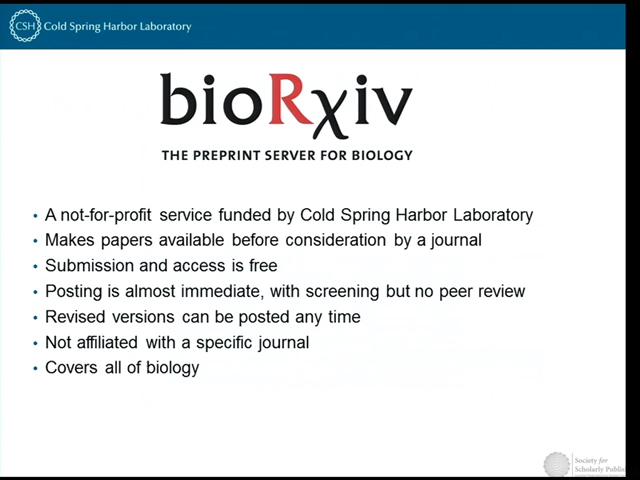 CSH Cold Spring Harbor Laboratory
bioRχiv
THE PREPRINT SERVER FOR BIOLOGY
• A not-for-profit service funded by Cold Spring Harbor Laboratory
• Makes papers available before consideration by a journal
• Submission and access is free
• Posting is almost immediate, with screening but no peer review
• Revised versions can be posted any time
• Not affiliated with a specific journal
• Covers all of biology
Society for
Scholarly Publis